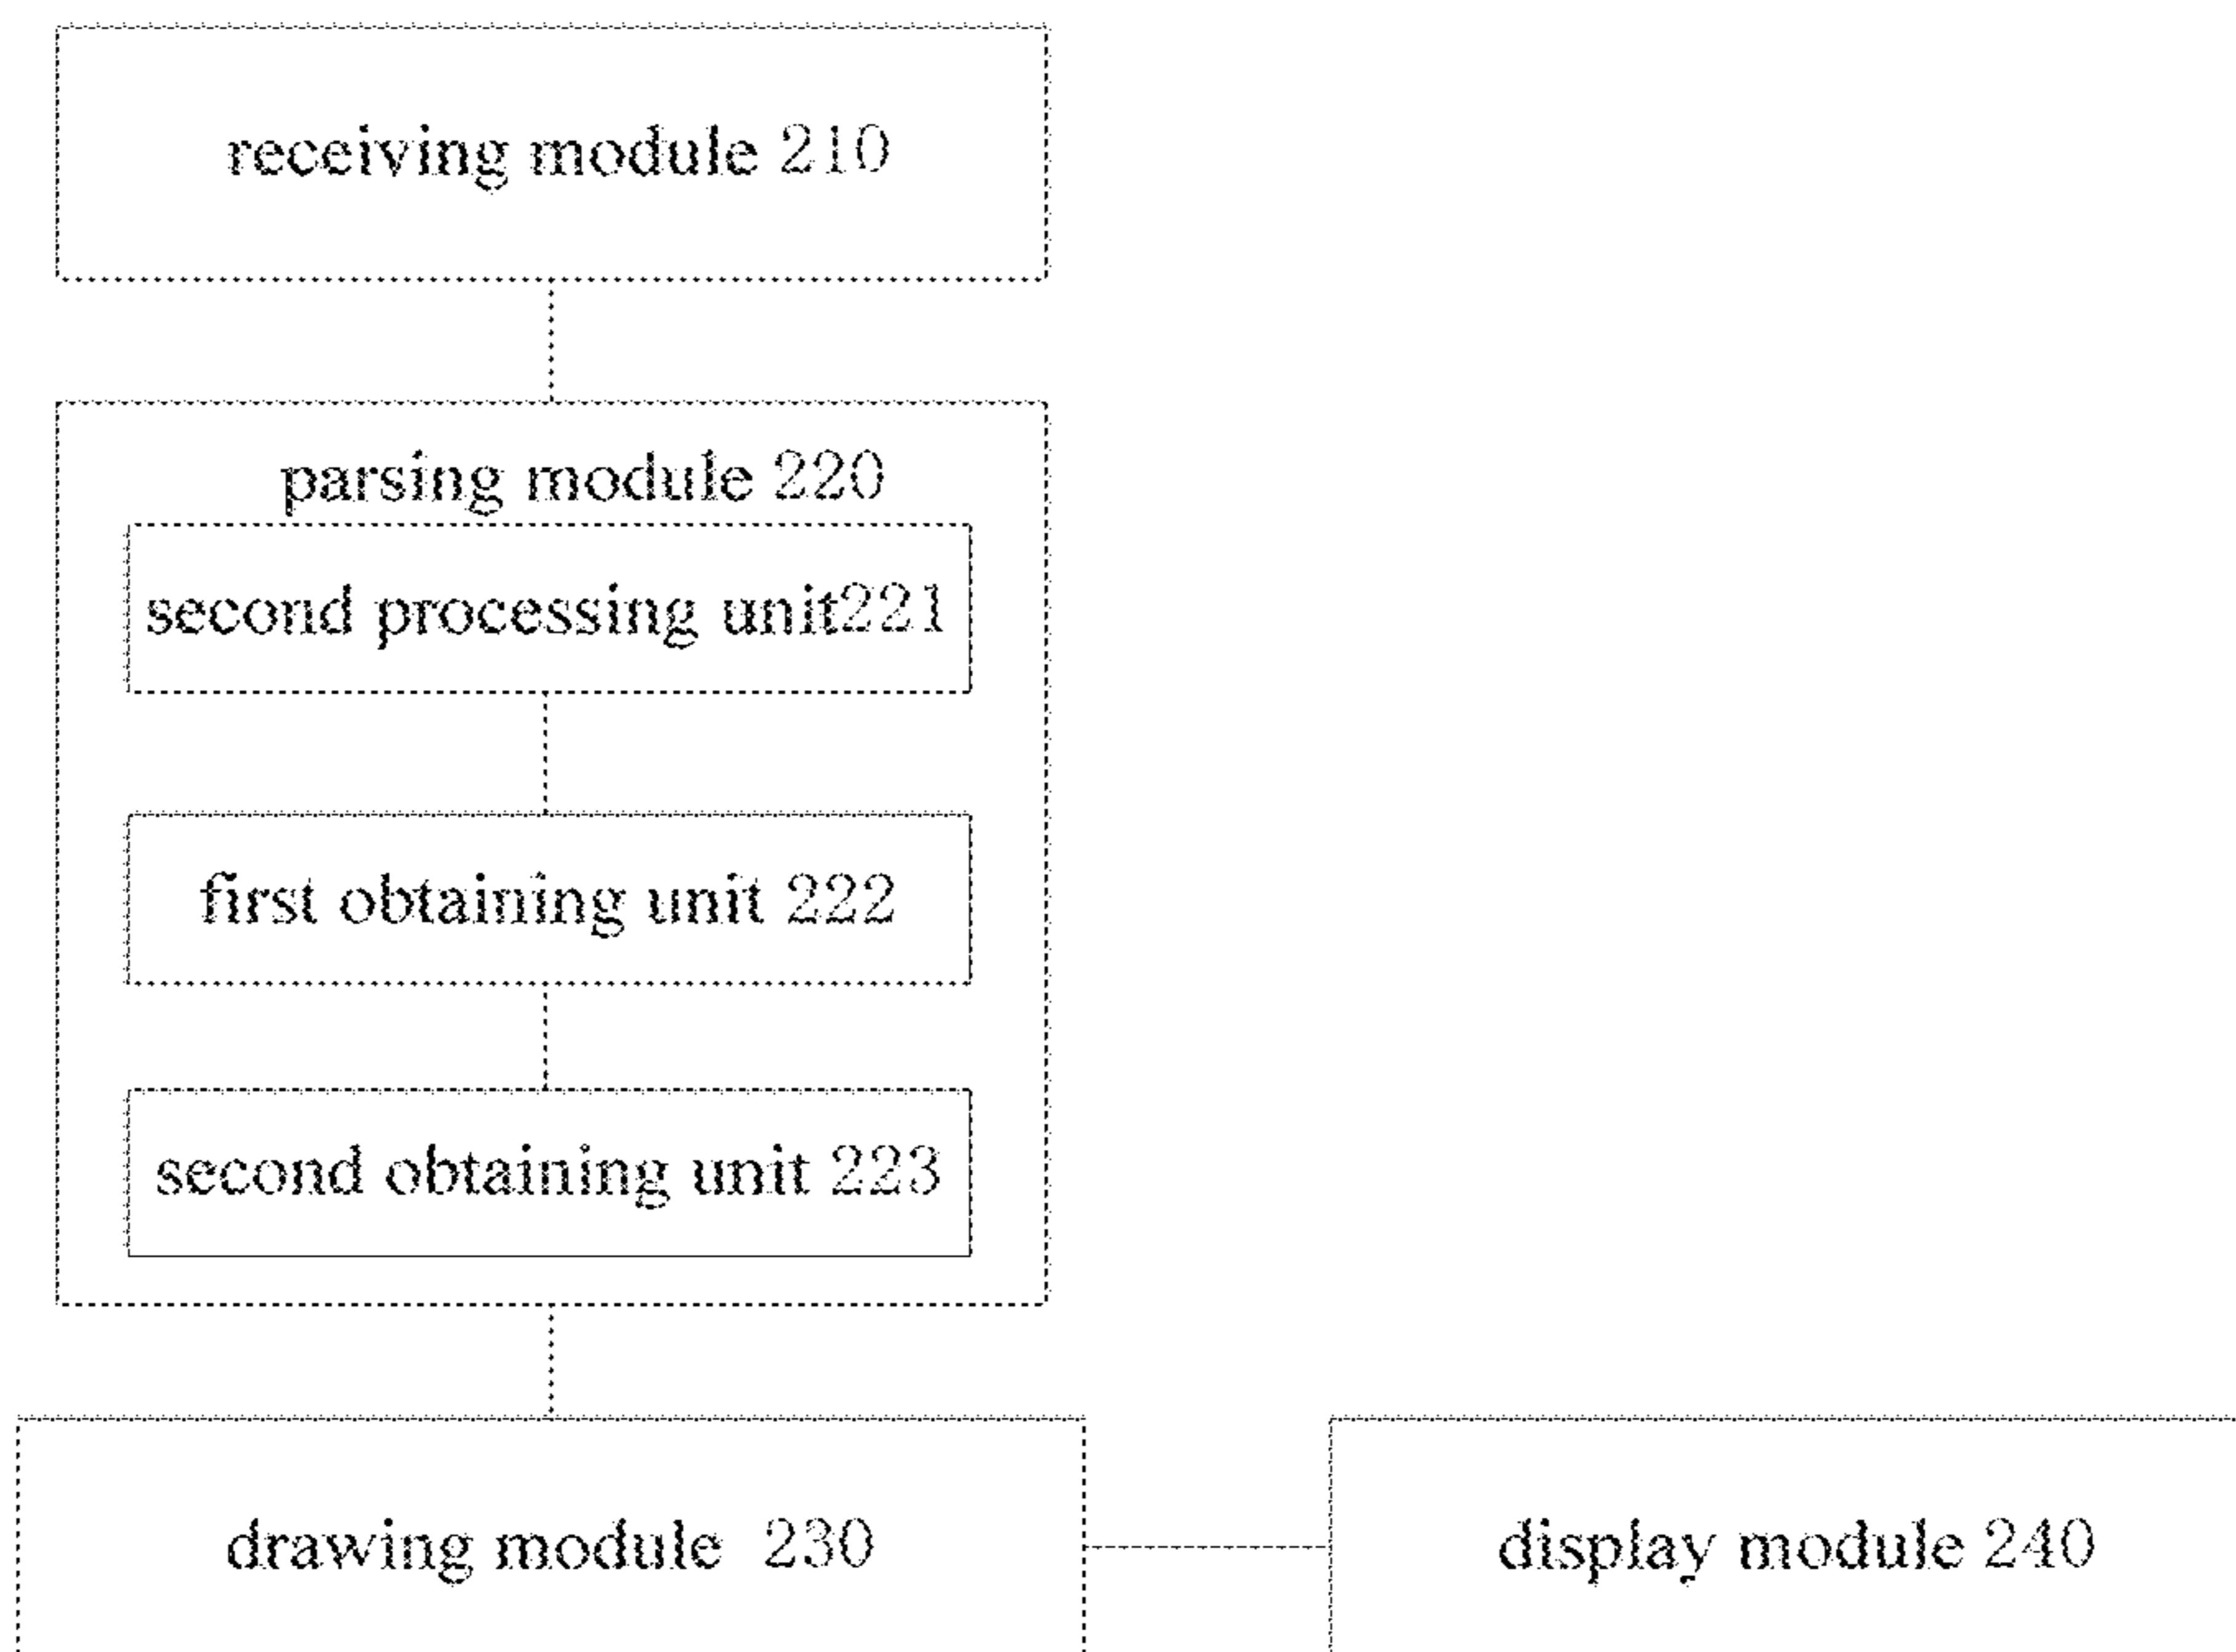 receiving module 210
parsing module 220
second processing unit221
first obtaining unit 222
second obtaining unit 223
drawing module 230
display module 240